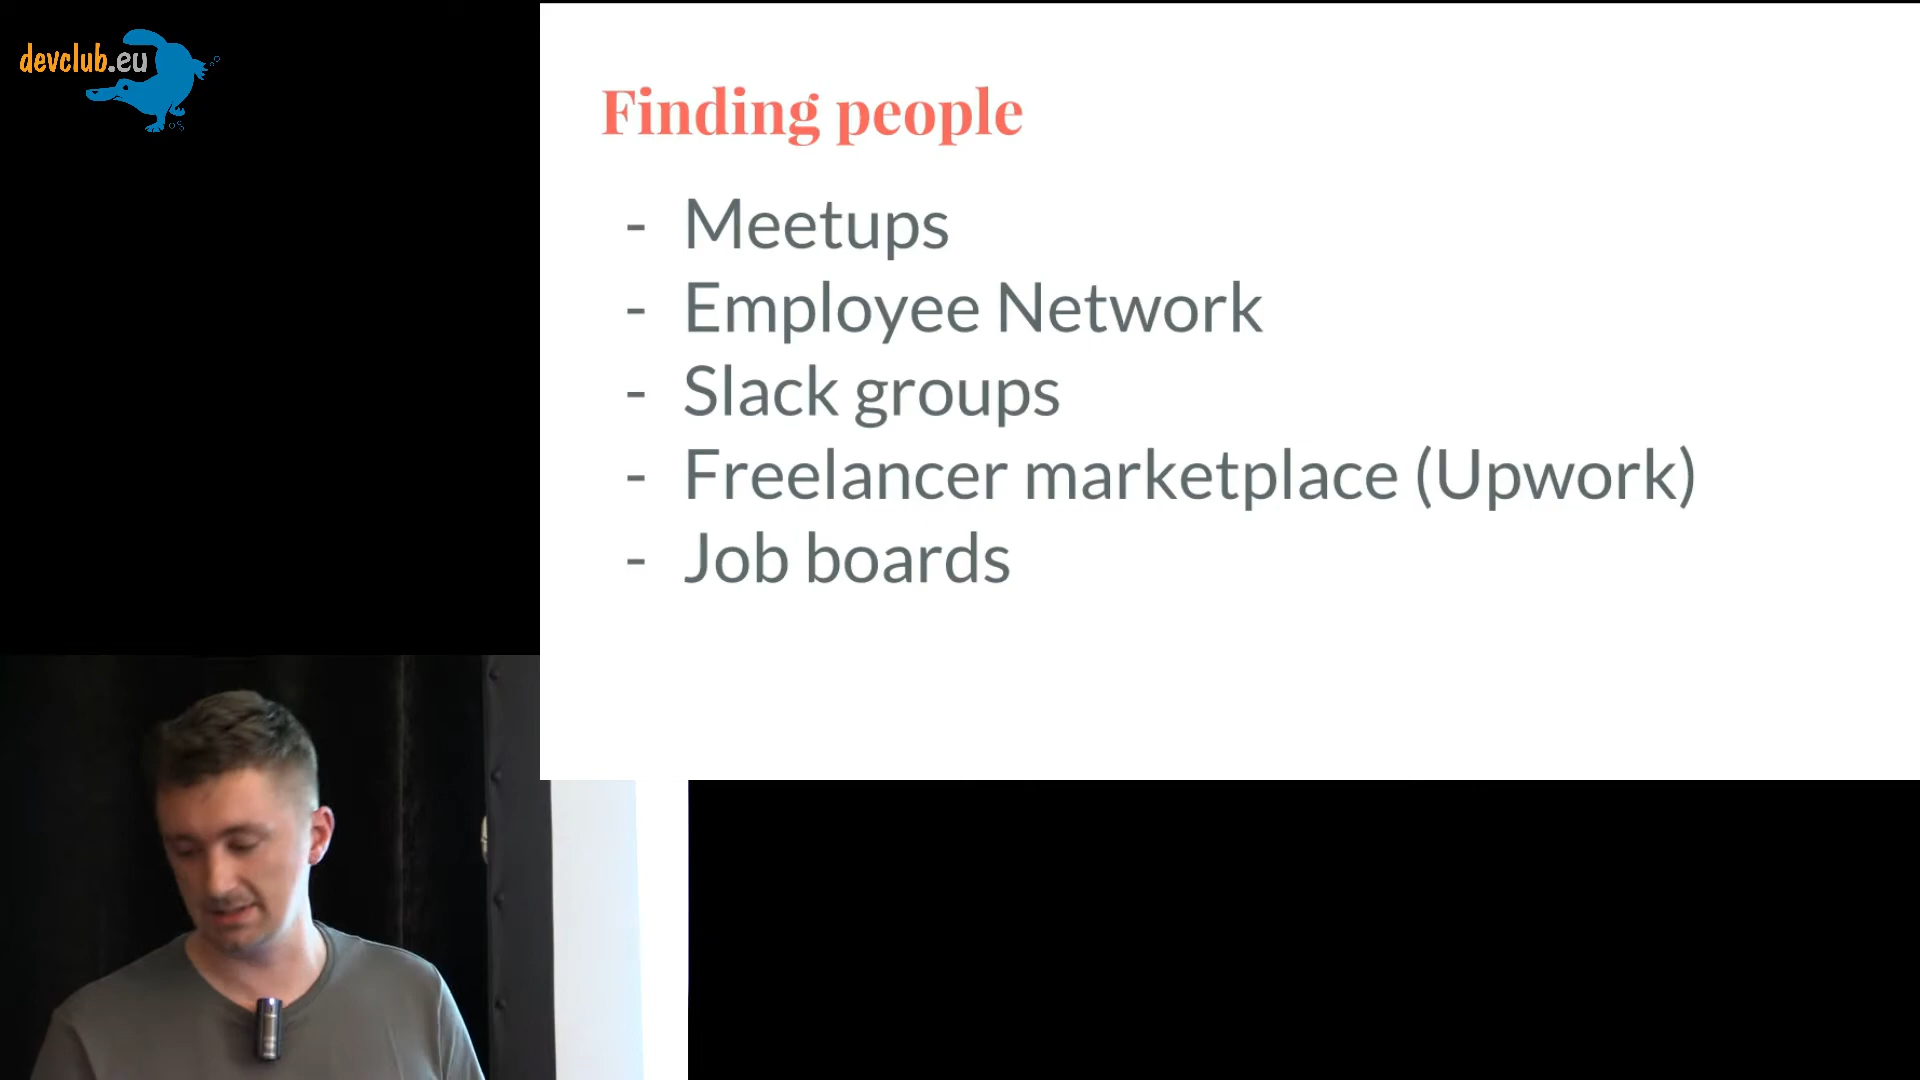 devclub.eu
Finding people
- Meetups
- Employee Network
- Slack groups
- Freelancer marketplace (Upwork)
- Job boards